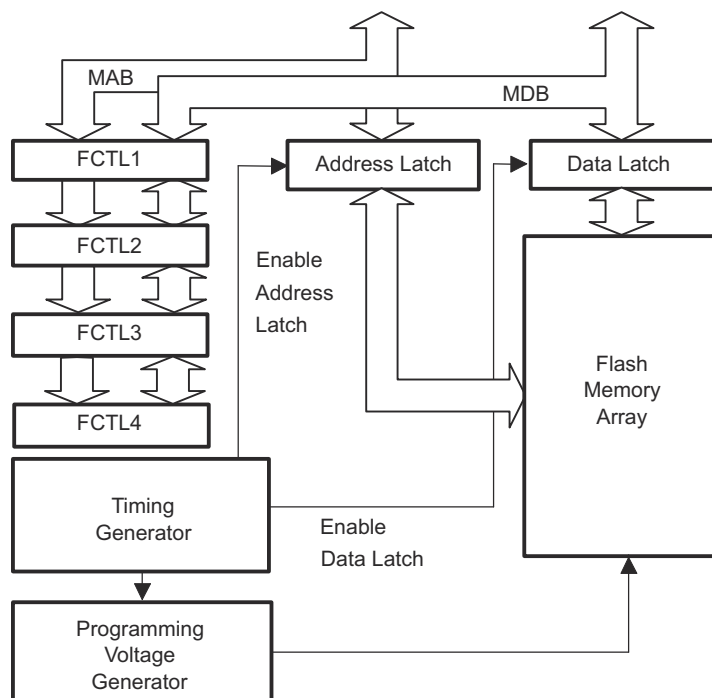 MAB
MDB
FCTL1
Address Latch
Data Latch
FCTL2
Enable
Address
Latch
FCTL3
Flash
Memory
Array
FCTL4
Timing
Generator
Enable
Data Latch
Programming
Voltage
Generator